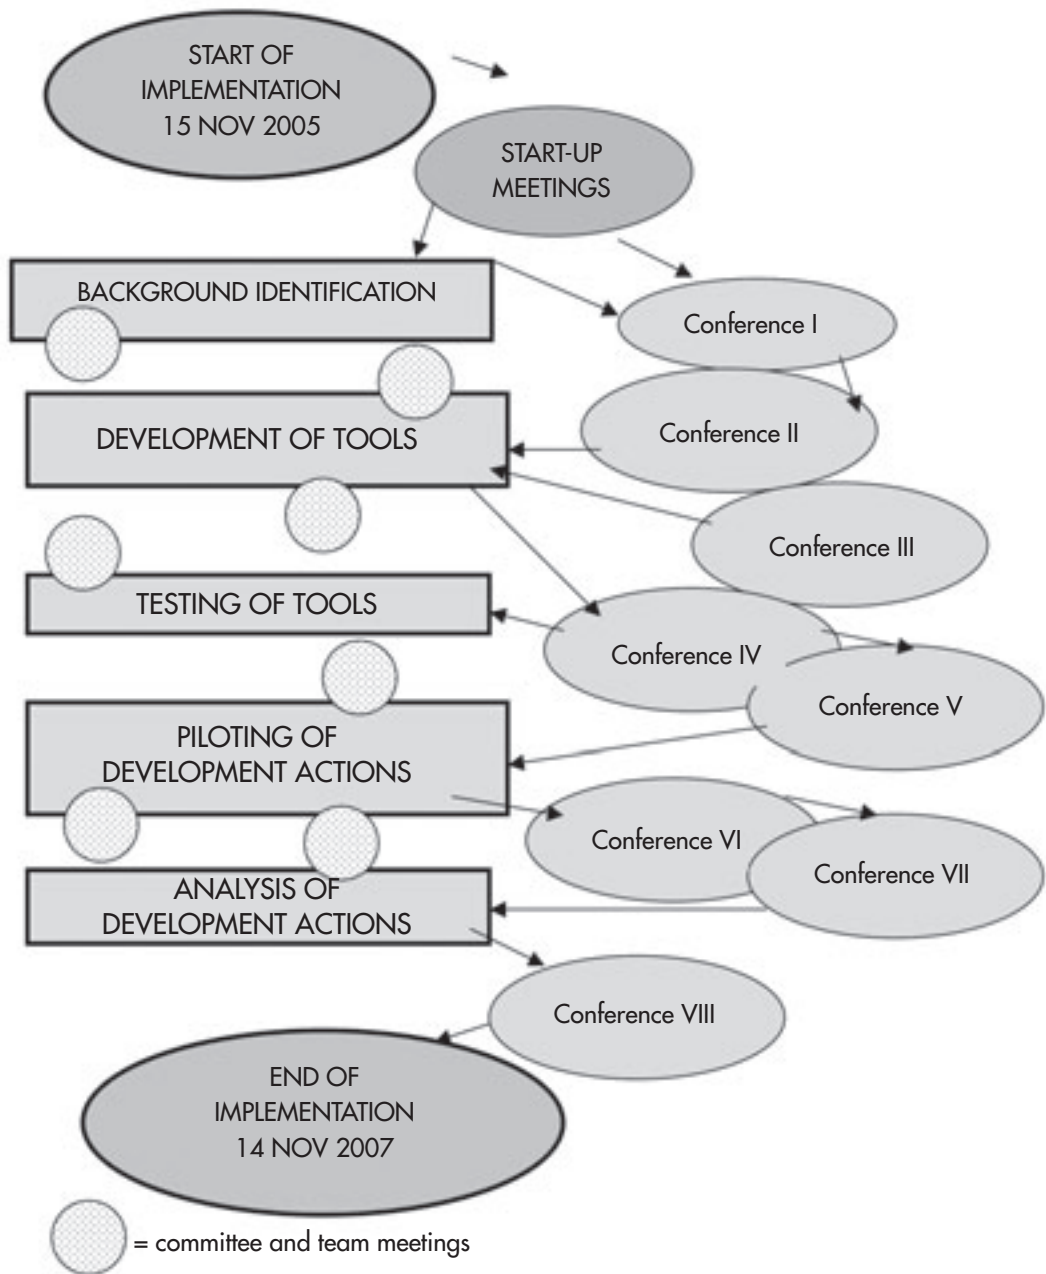 START OF
IMPLEMENTATION
15 NOV 2005
START-UP
MEETINGS
BACKGROUND IDENTIFICATION
Conference I
Conference II
DEVELOPMENT OF TOOLS
Conference III
TESTING OF TOOLS
Conference IV
Conference V
PILOTING OF
DEVELOPMENT ACTIONS
Conference VI
Conference VII
ANALYSIS OF
DEVELOPMENT ACTIONS
Conference VIII
END OF
IMPLEMENTATION
14 NOV 2007
= committee and team meetings